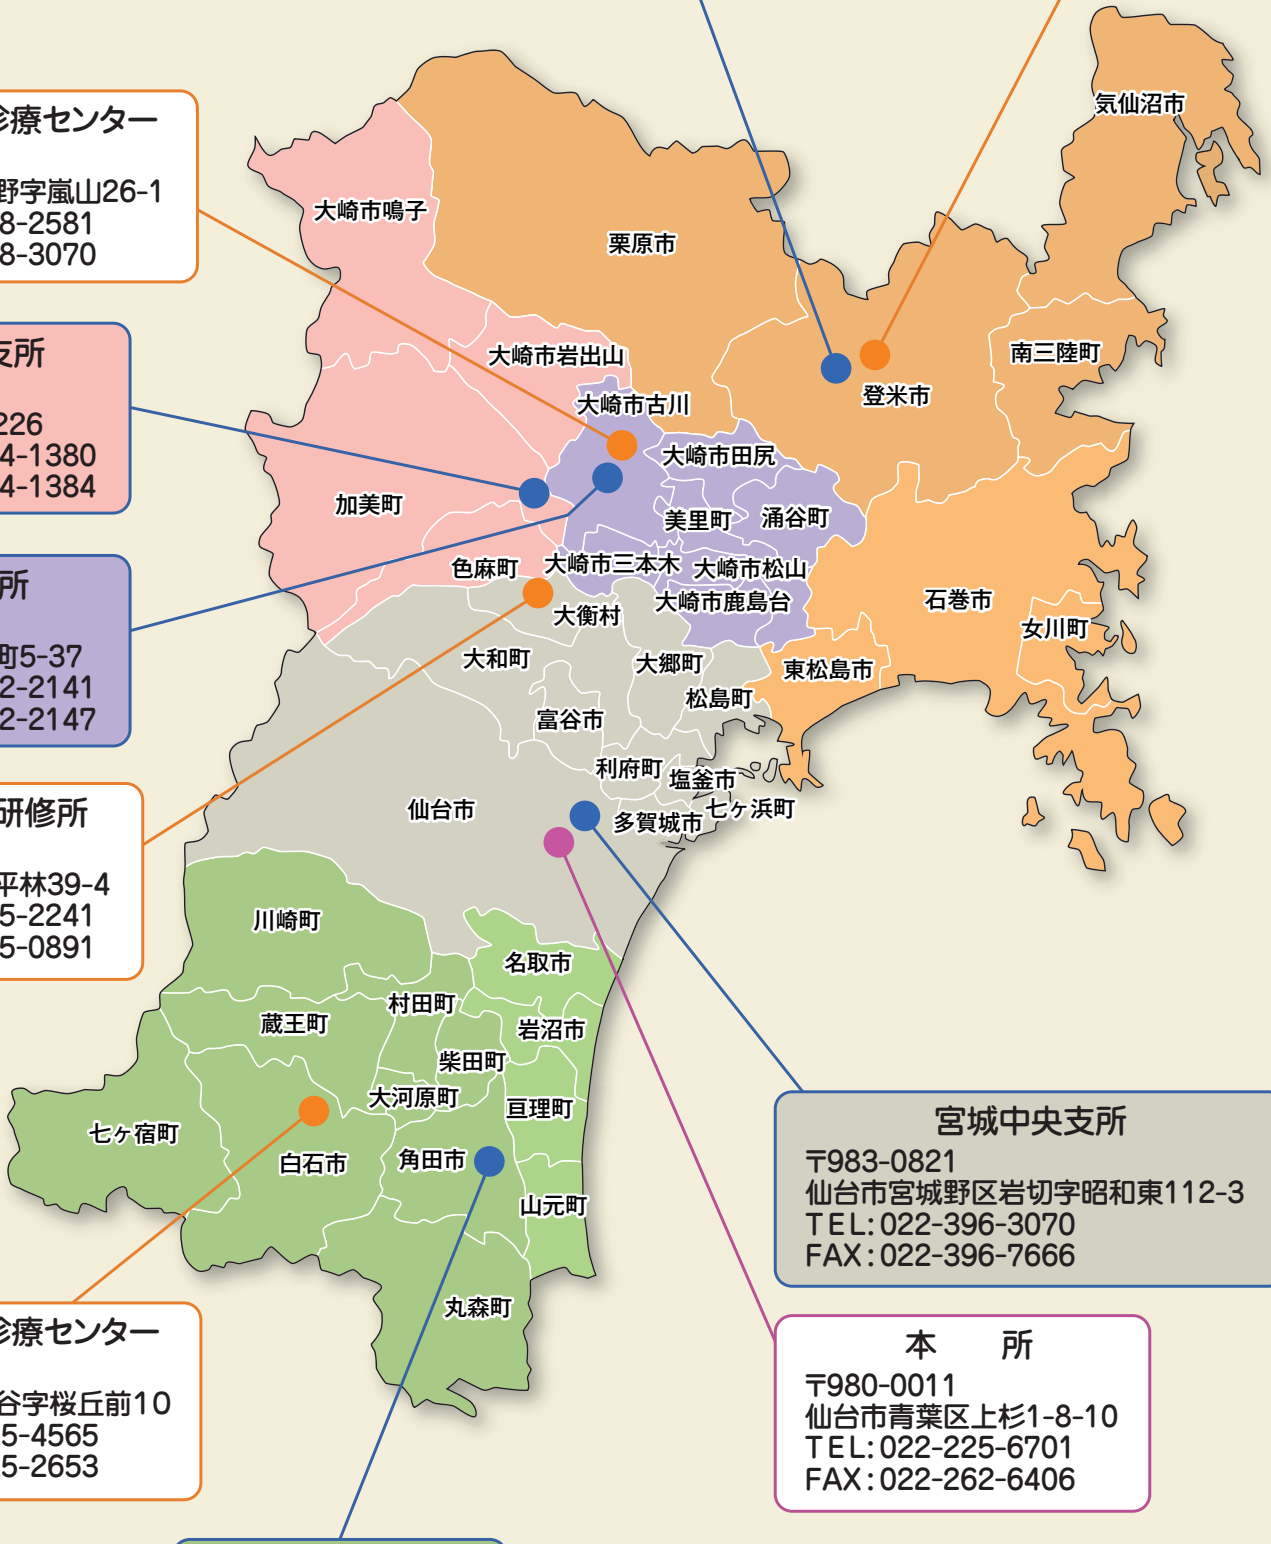 気仙沼市
診療センター
野字嵐山26-1
8-2581
8-3070
大崎市鳴子
栗原市
支所
226
4-1380
4-1384
大崎市岩出山
南三陸町
登米市
大崎市古川
大崎市田尻
加美町
美里町
涌谷町
色麻町
大崎市三本木
大崎市松山
大崎市鹿島台
石巻市
大衡村
女川町
所
町5-37
2-2141
2-2147
大和町
大郷町
東松島市
松島町
富谷市
利府町
塩釜市
七ヶ浜町
仙台市
多賀城市
研修所
平林39-4
5-2241
5-0891
川崎町
名取市
村田町
蔵王町
岩沼市
柴田町
大河原町
亘理町
七ヶ宿町
白石市
角田市
山元町
丸森町
宮城中央支所
〒983-0821
仙台市宮城野区岩切字昭和東112-3
TEL:022-396-3070
FAX:022-396-7666
診療センター
谷字桜丘前10
5-4565
5-2653
本 所
〒980-0011
仙台市青葉区上杉1-8-10
TEL:022-225-6701
FAX:022-262-6406